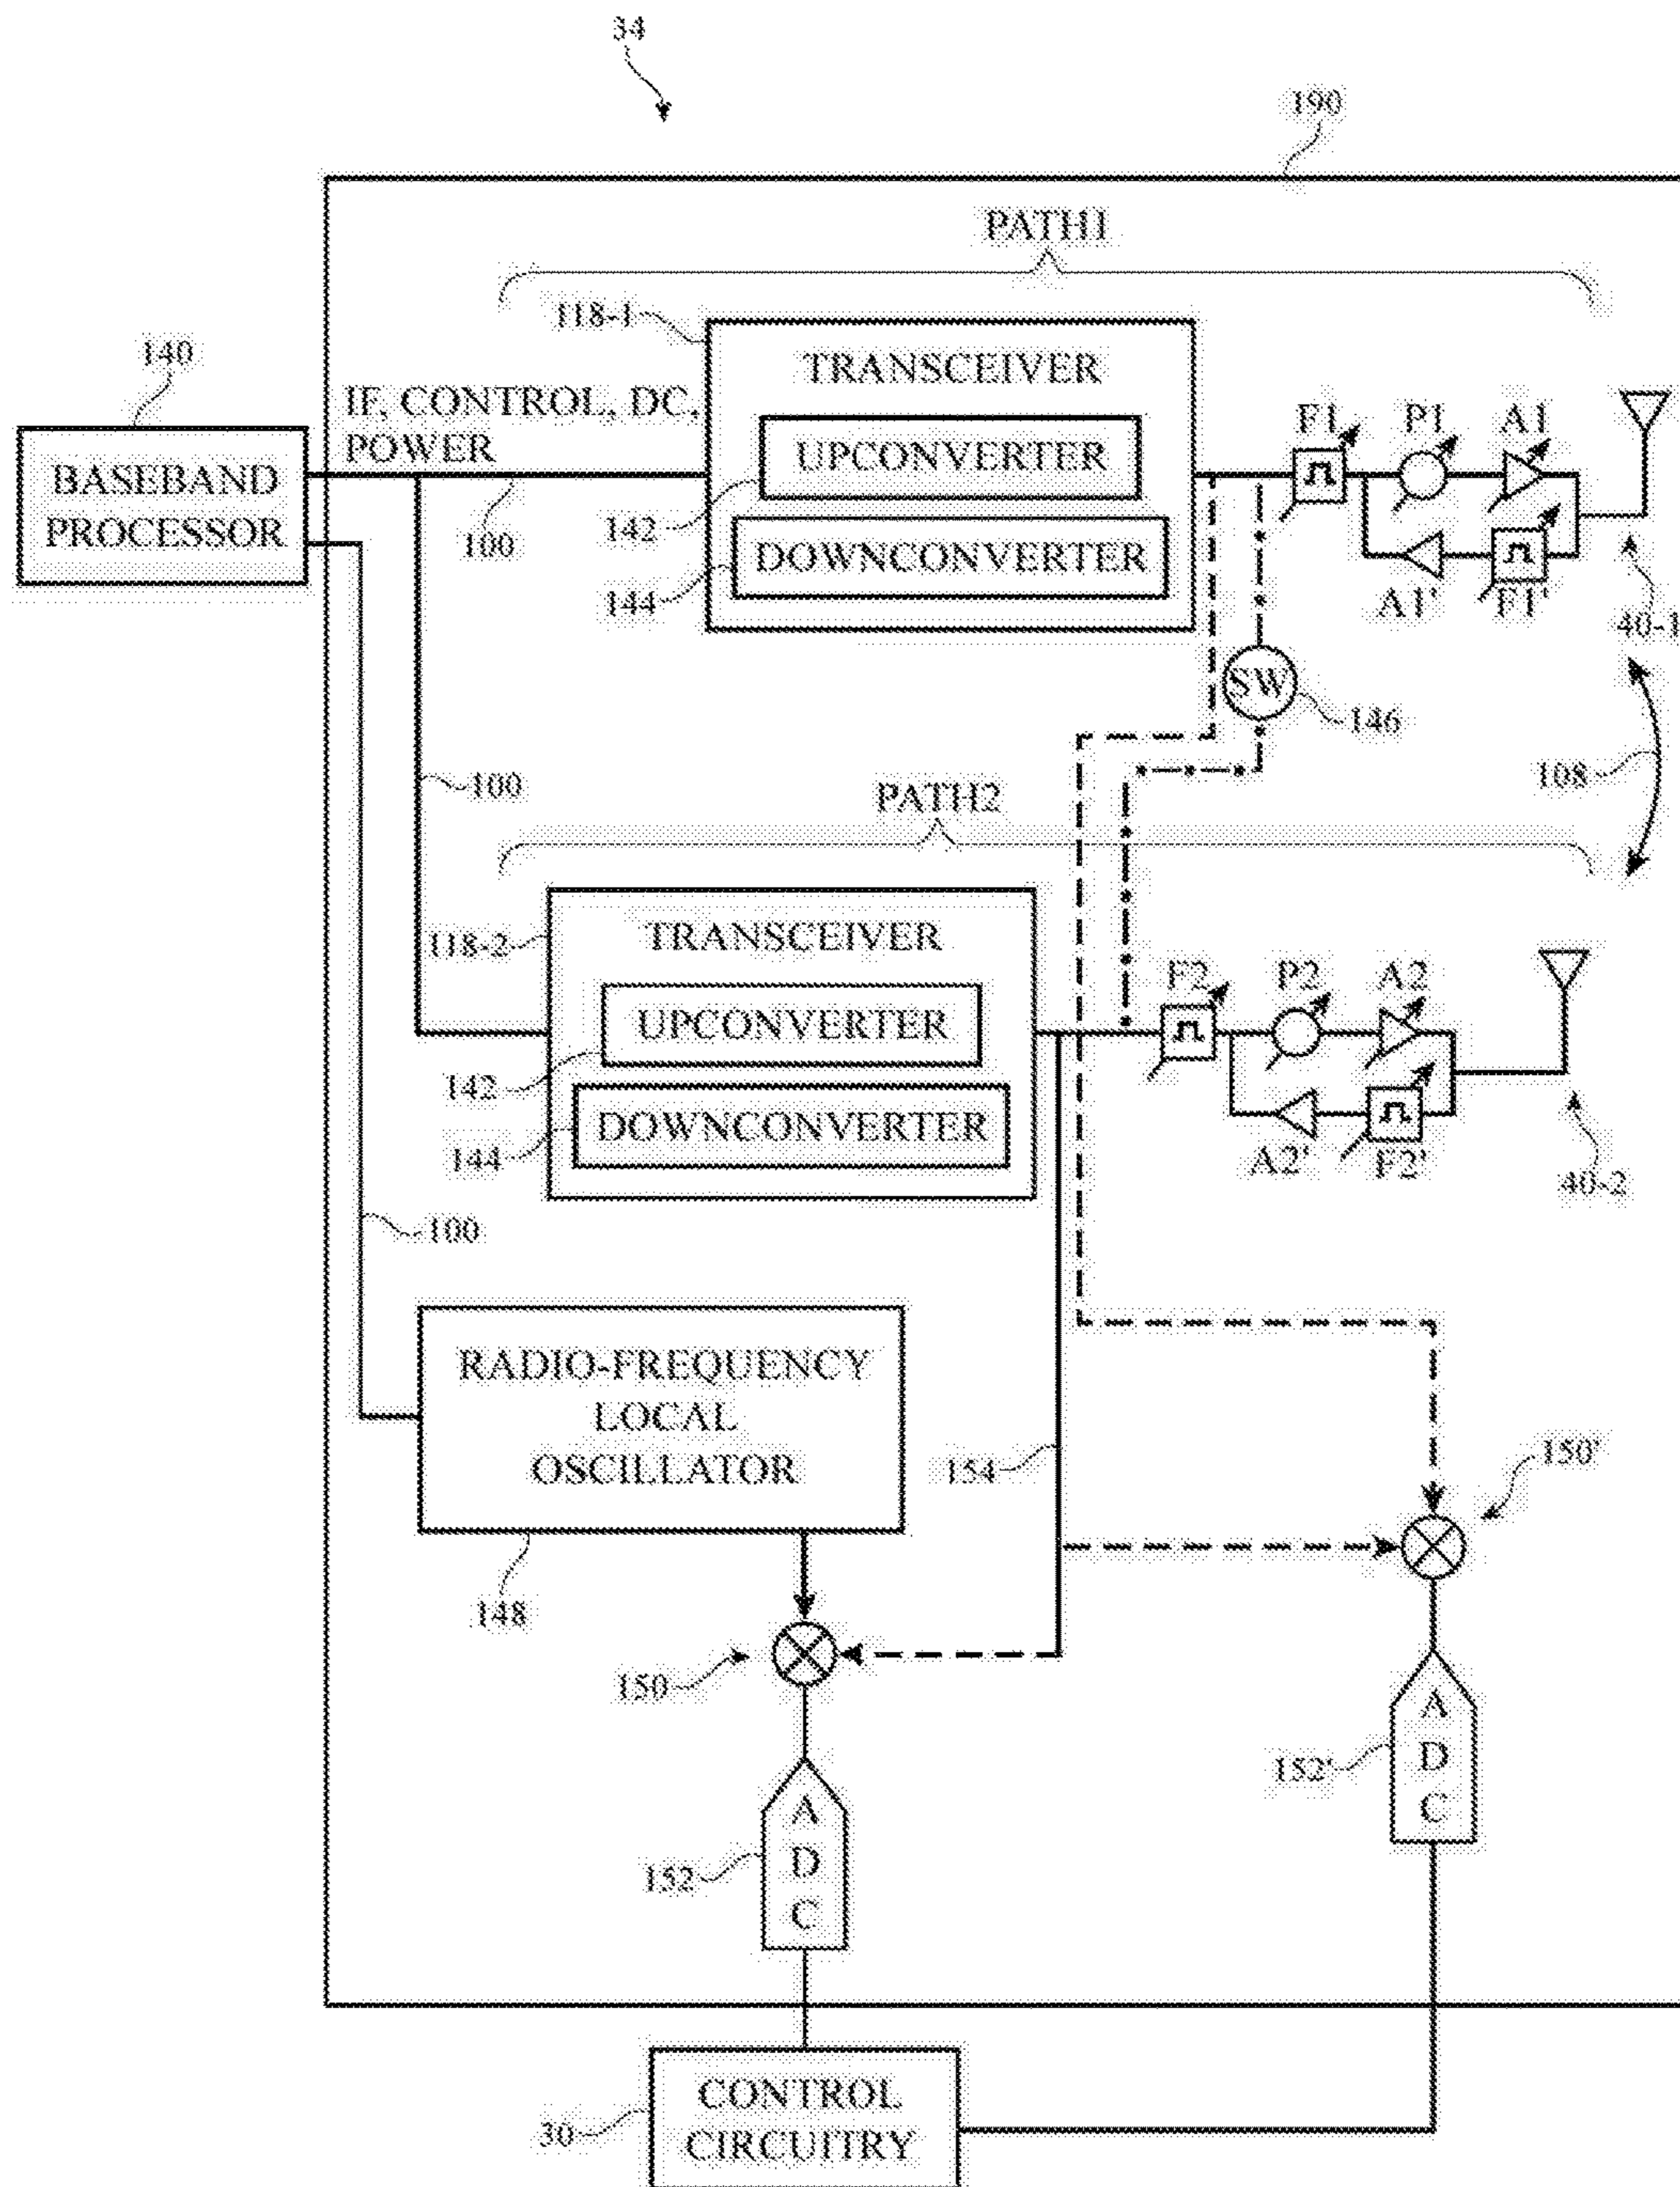 34
190
PATH1
118-1
TRANSCEIVER
140
IF, CONTROL, DC,
POWER
F1
P1
A1
BASEBAND
PROCESSOR
UPCONVERTER
142
100
DOWNCONVERTER
144
A1'
F1'
40-1
SW
146
108
100
PATH2
118-2
TRANSCEIVER
F2
P2
A2
UPCONVERTER
142
DOWNCONVERTER
144
A2'
F2'
40-2
100
RADIO-FREQUENCY
LOCAL
OSCILLATOR
154
150'
148
150
A
D
C
152'
A
D
C
152
CONTROL
CIRCUITRY
30